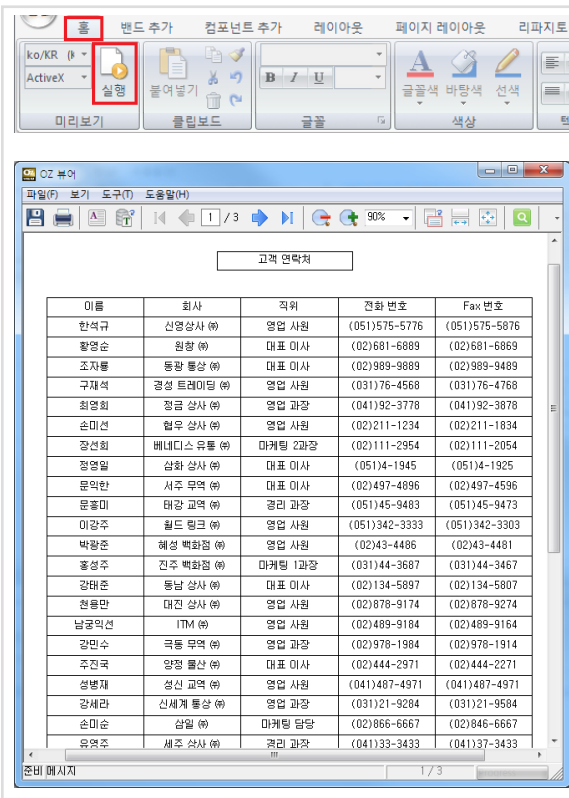 홈 밴드 추가 컴포넌트 추가 레이아웃 페이지 레이아웃 리파지토
ko/KR
ActiveX
실행 붙여넣기 B I U 글꼴색 바탕색 선색
미리보기 클립보드 글꼴 색상
OZ 뷰어
파일(F) 보기 도구(T) 도움말(H)
1 / 3 90%
고객 연락처
이름 회사 직위 전화 번호 Fax 번호
한석규 신영상사 ㈜ 영업 사원 (051)575-5776 (051)575-5876
황영순 원창 ㈜ 대표 이사 (02)681-6889 (02)681-6869
조자룡 동광 통상 ㈜ 대표 이사 (02)989-9889 (02)989-9489
구재석 경성 트레이딩 ㈜ 영업 사원 (031)76-4568 (031)76-4768
최영희 정금 상사 ㈜ 영업 과장 (041)92-3778 (041)92-3878
손미선 협우 상사 ㈜ 영업 사원 (02)211-1234 (02)211-1834
장선희 베네디스 유통 ㈜ 마케팅 2과장 (02)111-2954 (02)111-2054
정영일 삼화 상사 ㈜ 대표 이사 (051)4-1945 (051)4-1925
문익한 서주 무역 ㈜ 대표 이사 (02)497-4896 (02)497-4596
문홍미 태강 교역 ㈜ 경리 과장 (051)45-9483 (051)45-9473
이강주 월드 링크 ㈜ 영업 사원 (051)342-3333 (051)342-3303
박광준 혜성 백화점 ㈜ 영업 사원 (02)43-4486 (02)43-4481
홍성주 진주 백화점 ㈜ 마케팅 1과장 (031)44-3687 (031)44-3467
강태준 동남 상사 ㈜ 대표 이사 (02)134-5897 (02)134-5807
천용만 대진 상사 ㈜ 영업 사원 (02)878-9174 (02)878-9274
남궁익선 ITM ㈜ 영업 사원 (02)489-9184 (02)489-9164
강민수 극동 무역 ㈜ 영업 과장 (02)978-1984 (02)978-1914
주진국 양정 물산 ㈜ 대표 이사 (02)444-2971 (02)444-2271
성병재 성신 교역 ㈜ 영업 사원 (041)487-4971 (041)487-4971
강세라 신세계 통상 ㈜ 영업 과장 (031)21-9284 (031)21-9584
손미순 삼일 ㈜ 마케팅 담당 (02)866-6667 (02)846-6667
유영주 세주 상사 ㈜ 경리 과장 (041)33-3433 (041)37-3433
준비 메시지 1 / 3